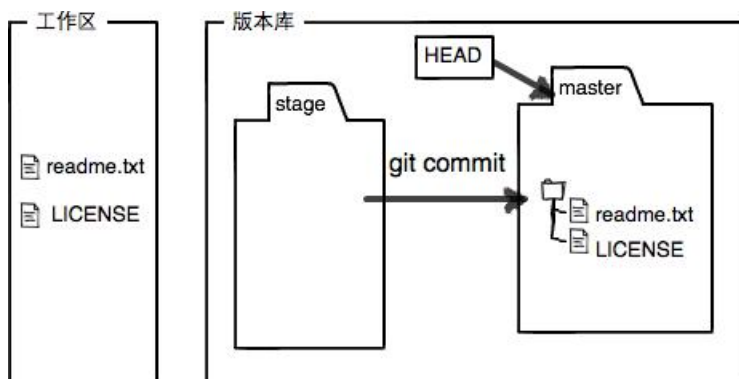 工作区
readme.txt
LICENSE
版本库
HEAD
stage
master
git commit
readme.txt
LICENSE